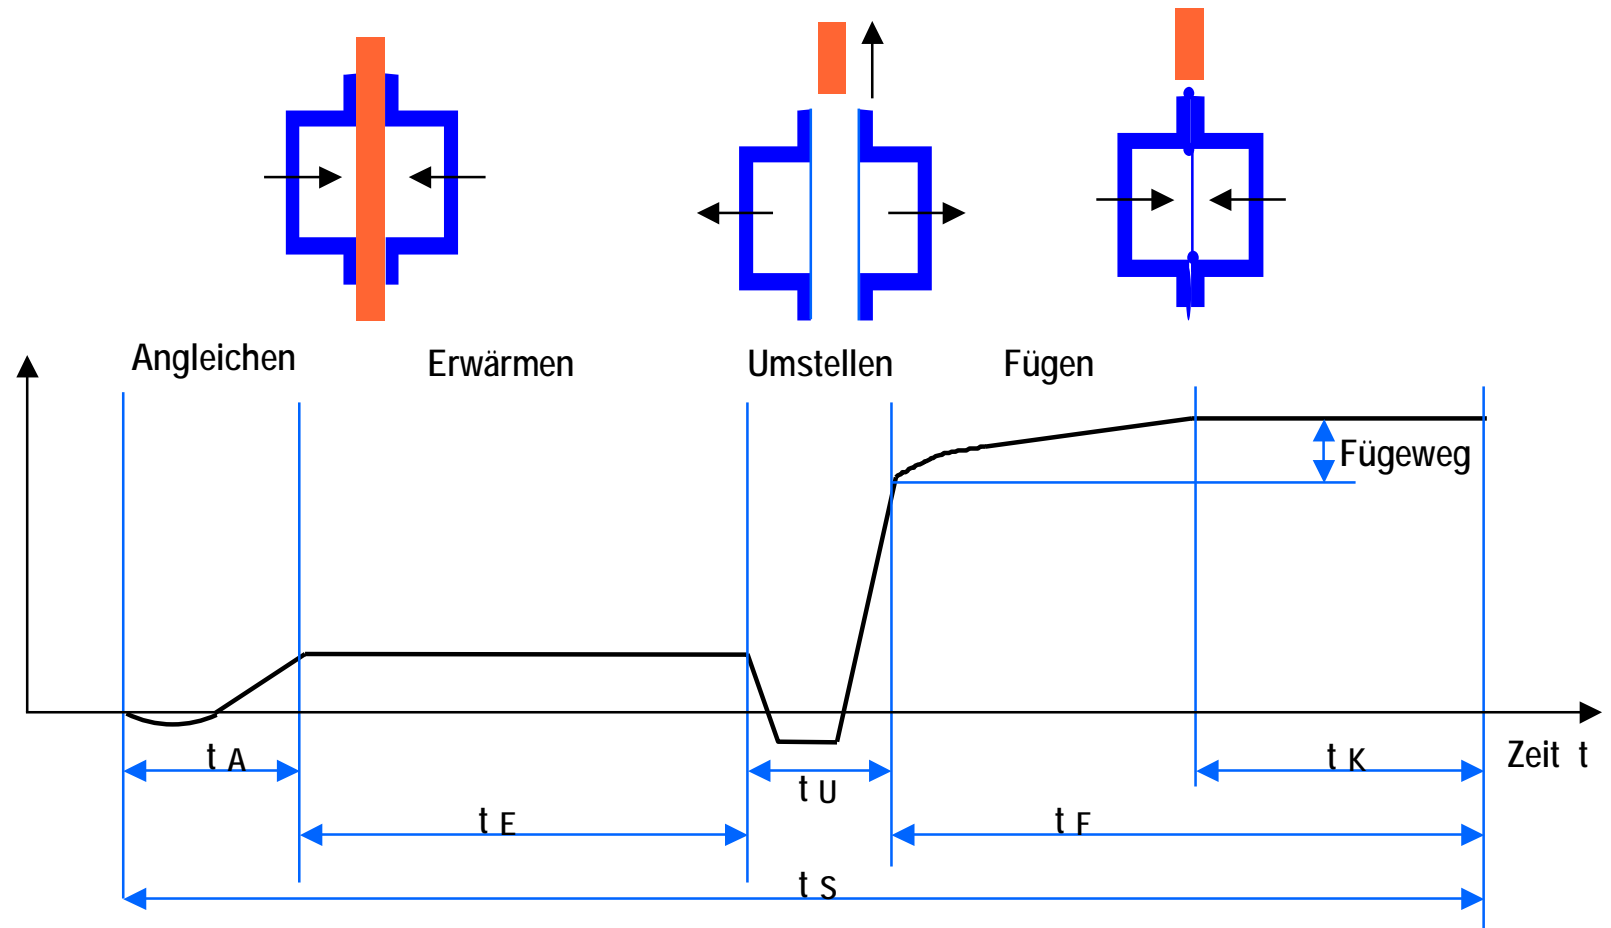 Angleichen
Erwärmen
Umstellen
Fügen
Fügeweg
t A
t U
t K
Zeit t
t E
t F
t S